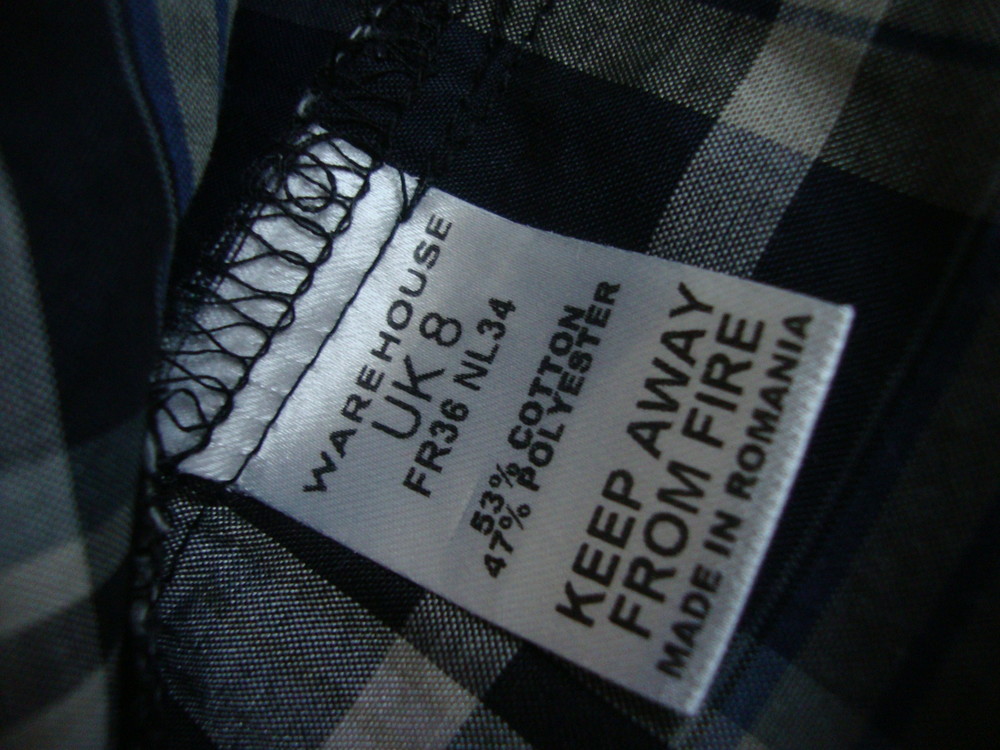 WAREHOUSE
UK 8
FR36 NL34
53% COTTON
47% POLYESTER
KEEP AWAY
FROM FIRE
MADE IN ROMANIA